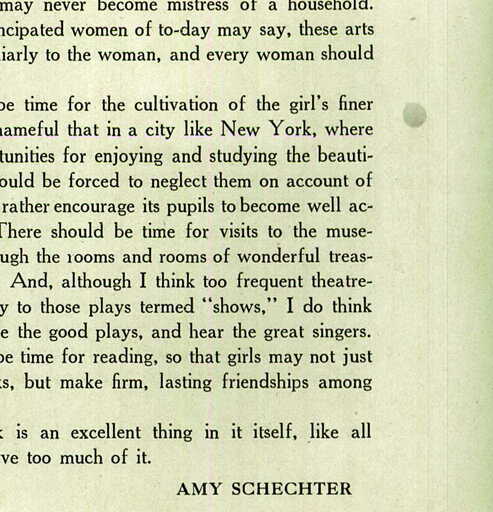 may never become mistress of a household.
ncipated women of to-day may say, these arts
liarly to the woman, and every woman should
be time for the cultivation of the girl's finer
hameful that in a city like New York, where
tunities for enjoying and studying the beauti-
ould be forced to neglect them on account of
rather encourage its pupils to become well ac-
There should be time for visits to the muse-
ugh the rooms and rooms of wonderful treas-
And, although I think too frequent theatre-
y to those plays termed "shows," I do think
e the good plays, and hear the great singers.
be time for reading, so that girls may not just
ks, but make firm, lasting friendships among
k is an excellent thing in it itself, like all
ve too much of it.
AMY SCHECHTER